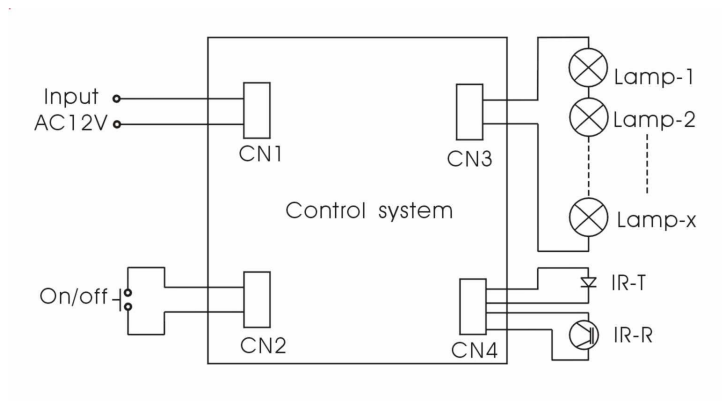 Input
AC12V
CN1
CN3
Lamp-1
Lamp-2
Control system
Lamp-x
On/off
CN2
CN4
IR-T
IR-R